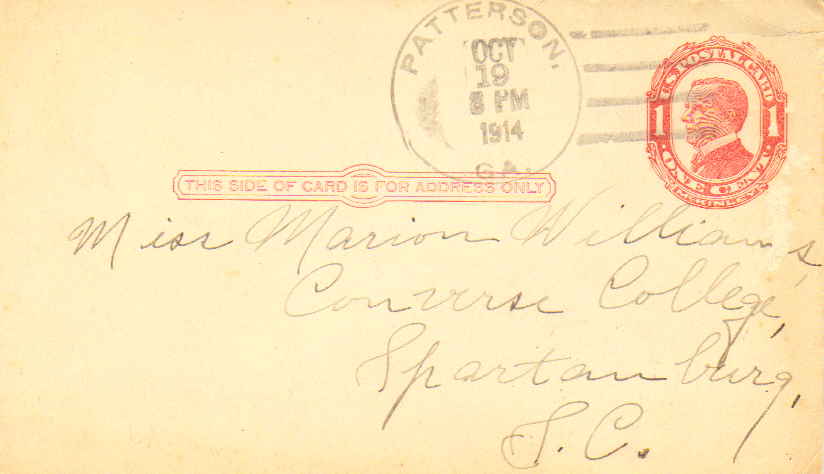 PATTERSON,
OCT
19
8 PM
1914
GA.
U.S. POSTAL CARD
1 1
ONE CENT
McKINLEY
THIS SIDE OF CARD IS FOR ADDRESS ONLY
Miss Marion Williams,
Converse College,
Spartanburg,
S.C.